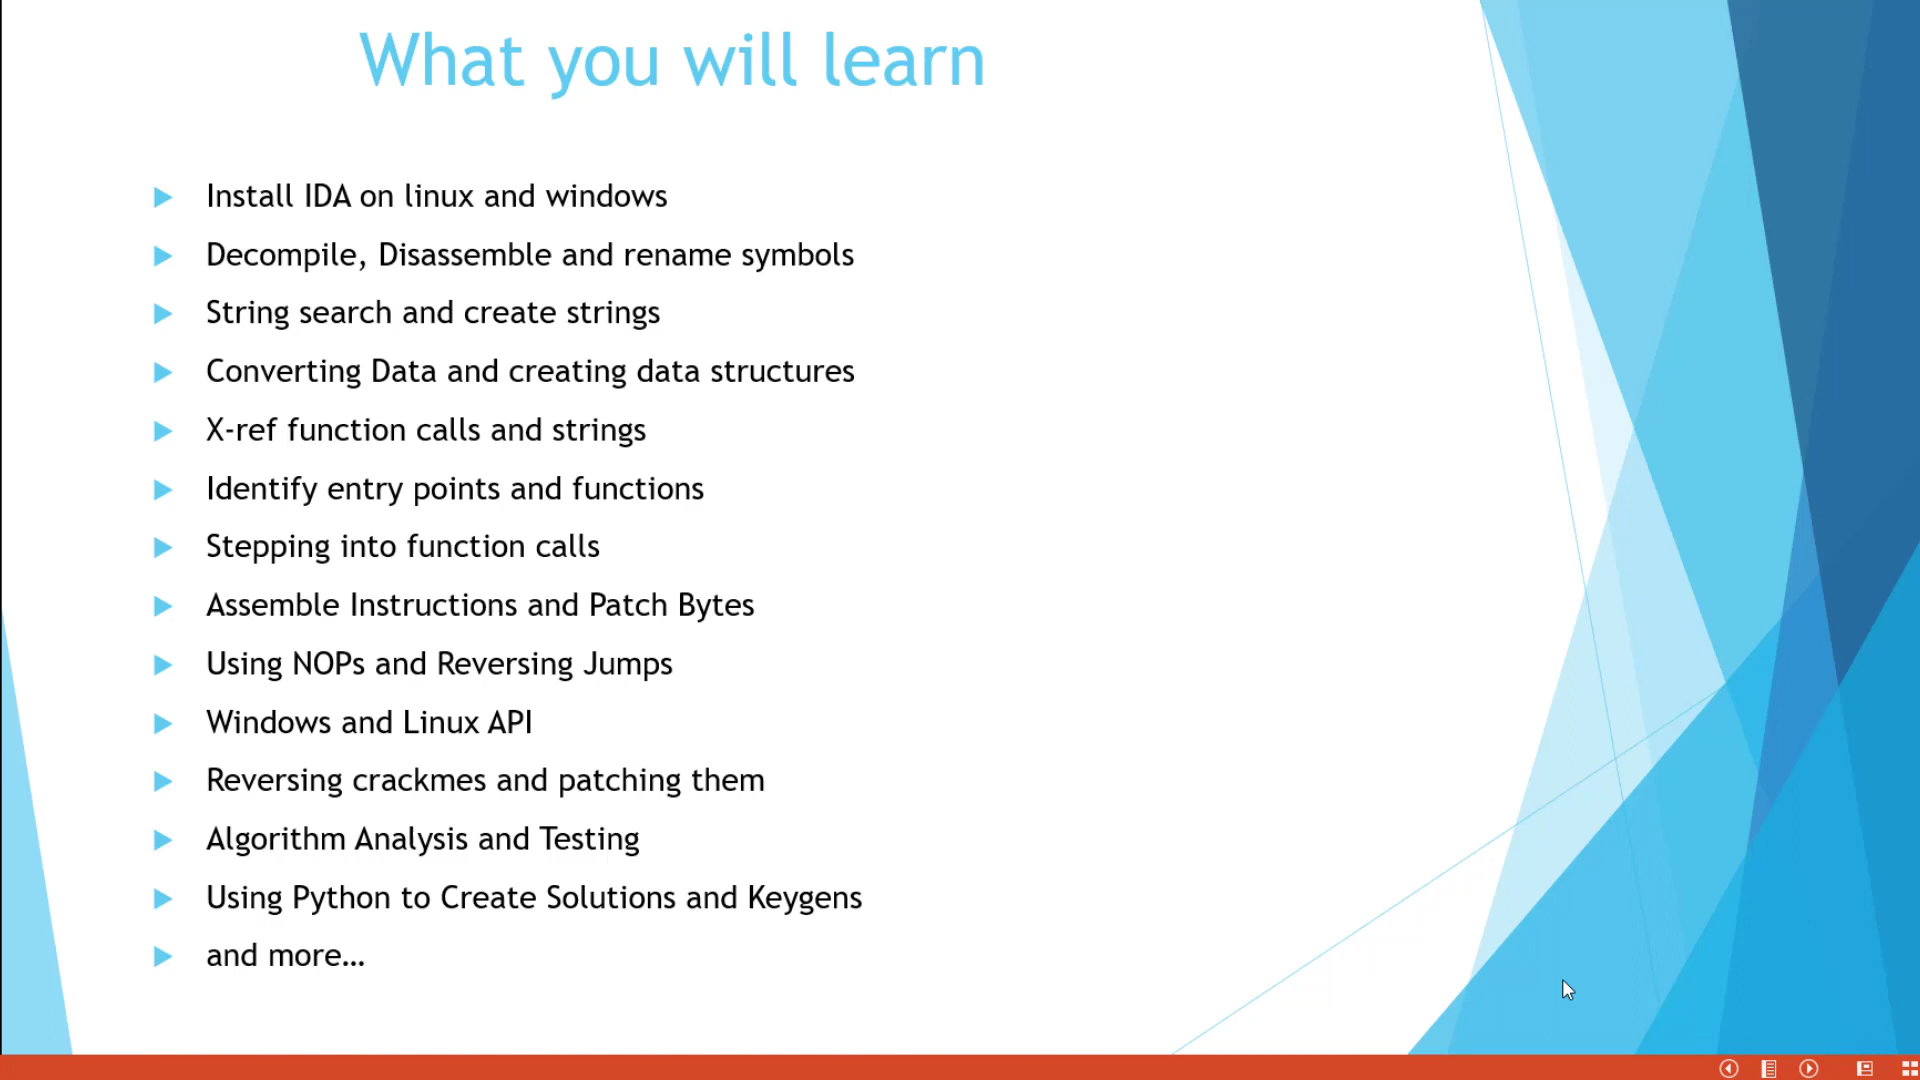 What you will learn
Install IDA on linux and windows
Decompile, Disassemble and rename symbols
String search and create strings
Converting Data and creating data structures
X-ref function calls and strings
Identify entry points and functions
Stepping into function calls
Assemble Instructions and Patch Bytes
Using NOPs and Reversing Jumps
Windows and Linux API
Reversing crackmes and patching them
Algorithm Analysis and Testing
Using Python to Create Solutions and Keygens
and more…